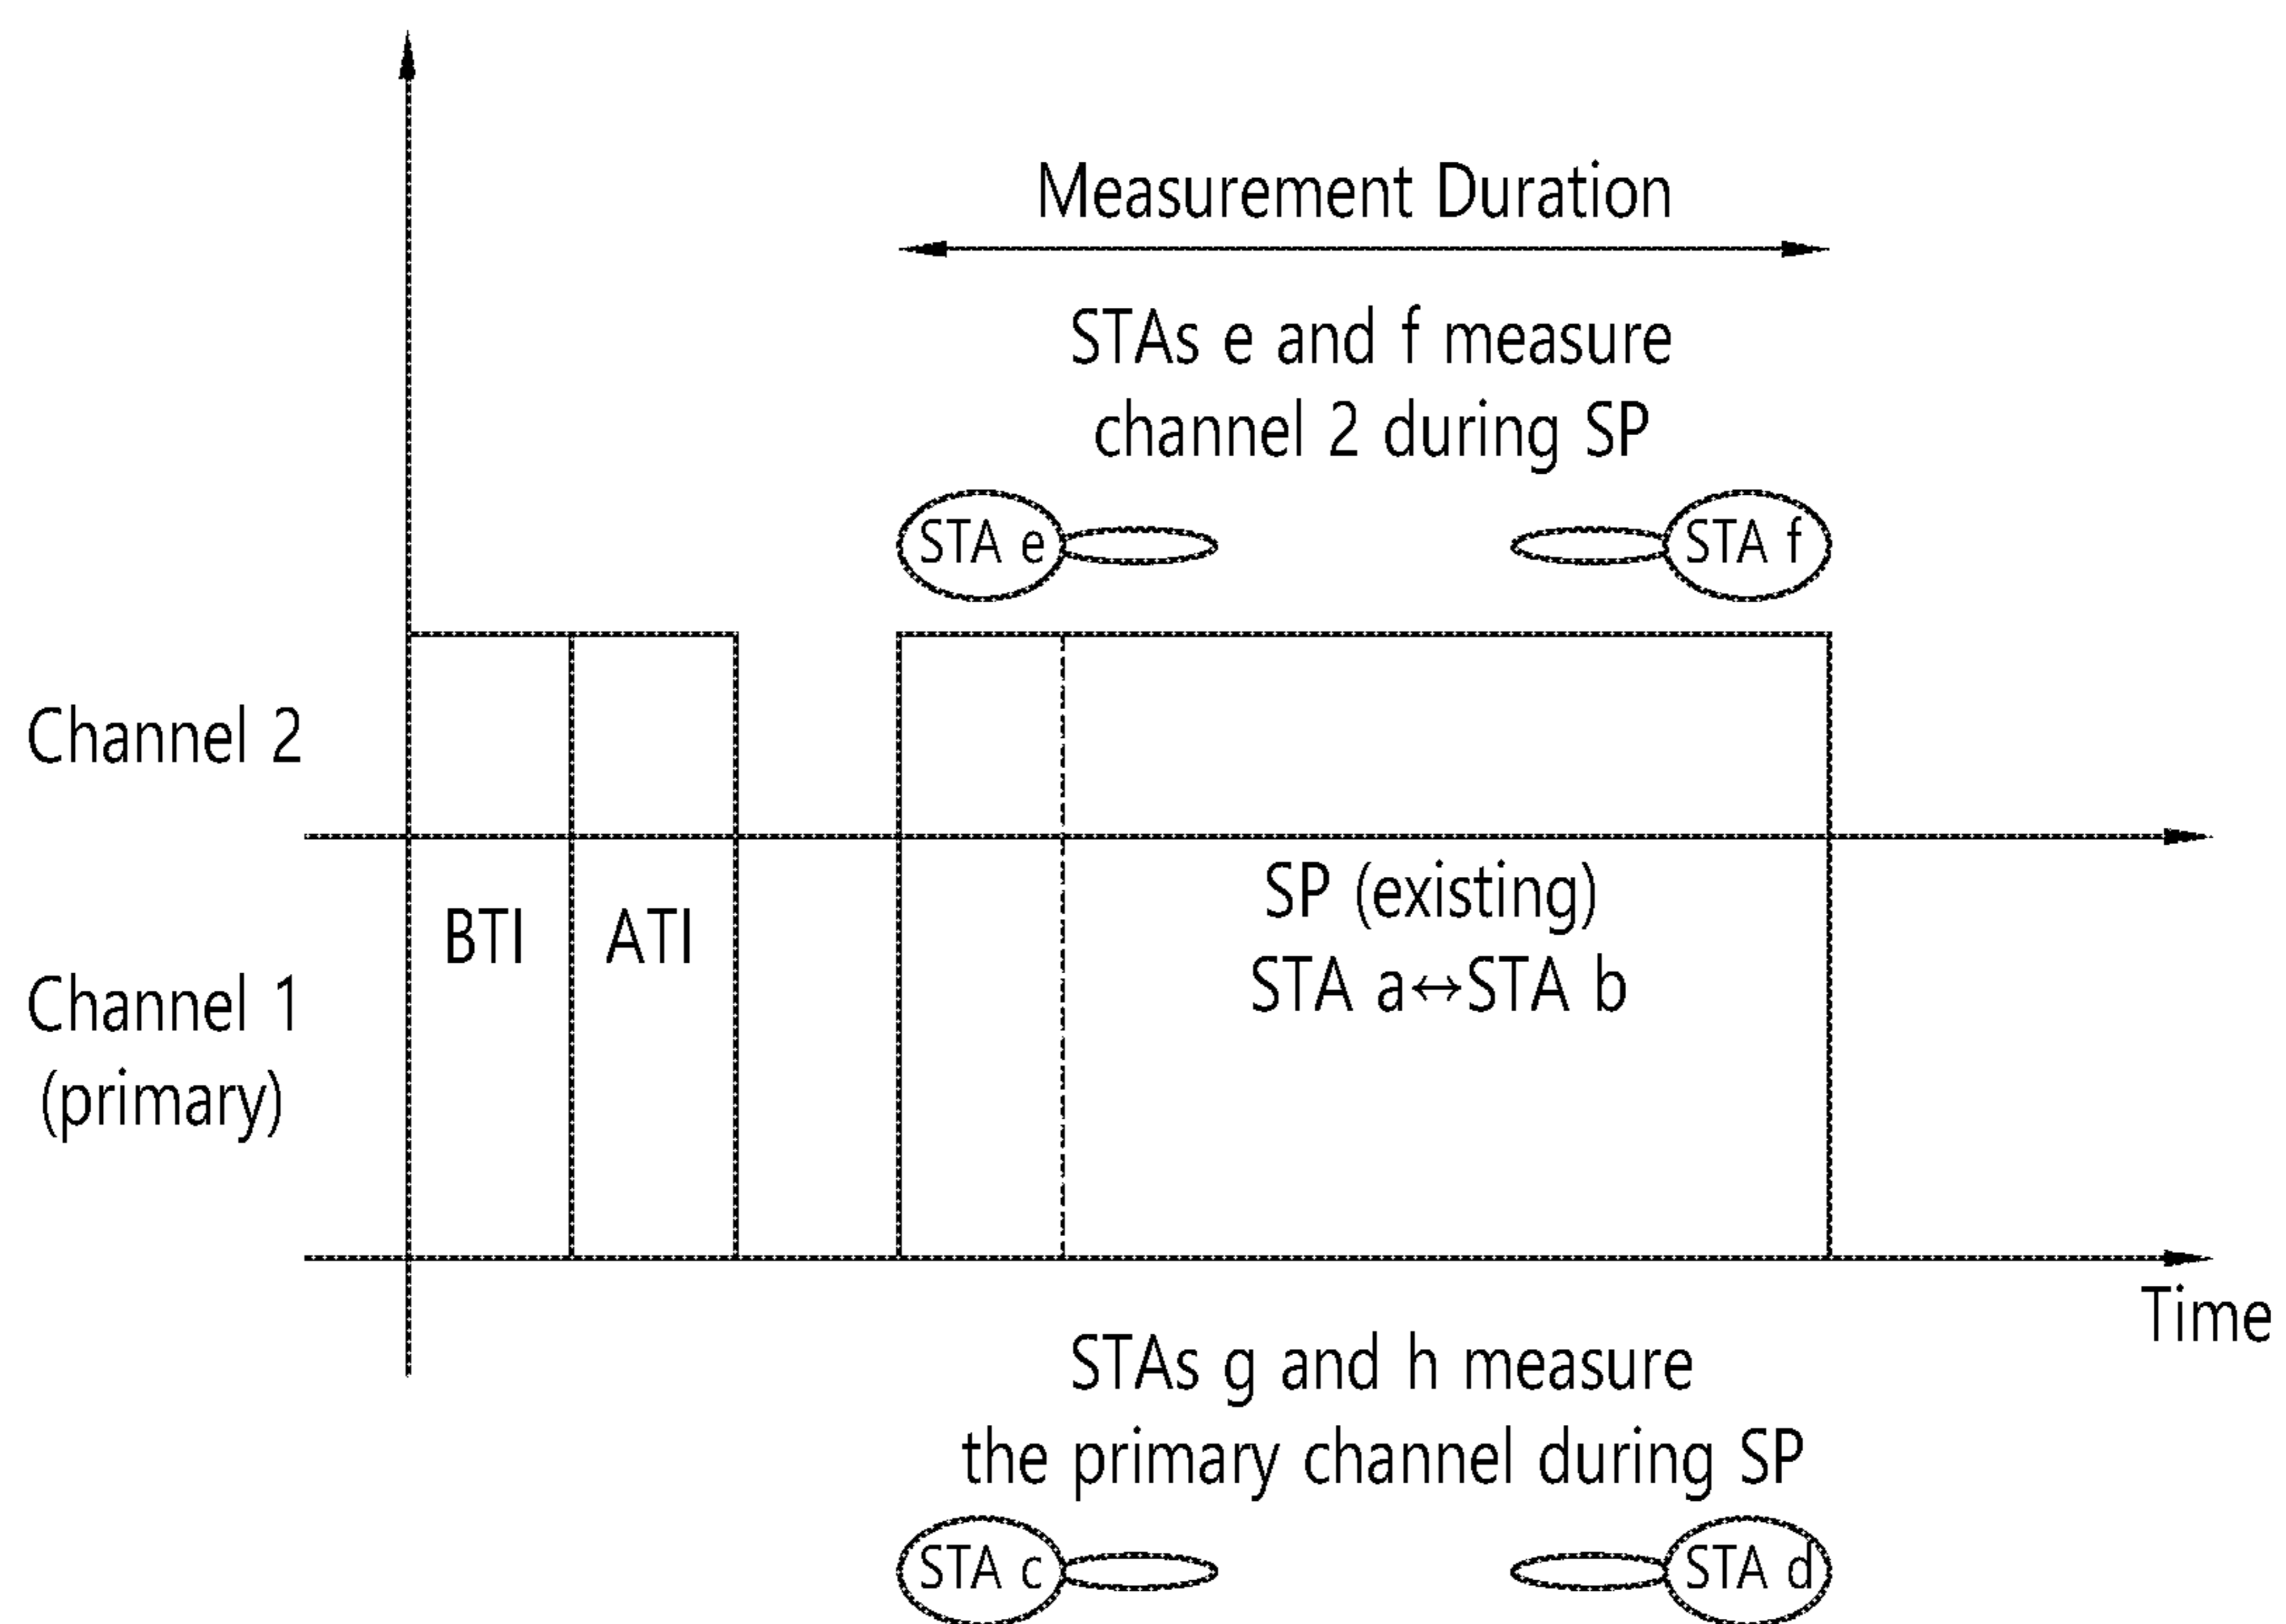 Measurement Duration
STAs e and f measure
channel 2 during SP
STA e
STA f
Channel 2
SP (existing)
BTI
ATI
STA a↔STA b
Channel 1
(primary)
Time
STAs g and h measure
the primary channel during SP
STA c
STA d